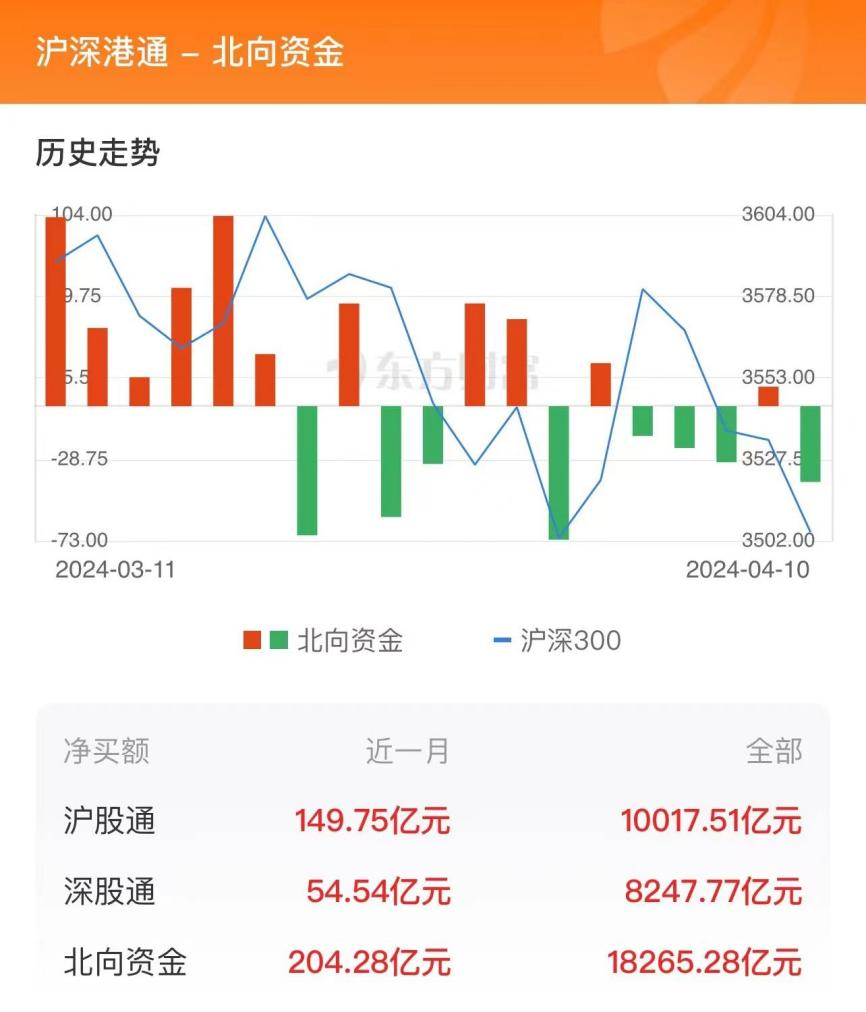 沪深港通 – 北向资金
历史走势
104.00
3604.00
9.75
3578.50
5.5
3553.00
东方财富
-28.75
3527.5
-73.00
3502.00
2024-03-11
2024-04-10
北向资金
沪深300
净买额 近一月 全部
沪股通 149.75亿元 10017.51亿元
深股通 54.54亿元 8247.77亿元
北向资金 204.28亿元 18265.28亿元